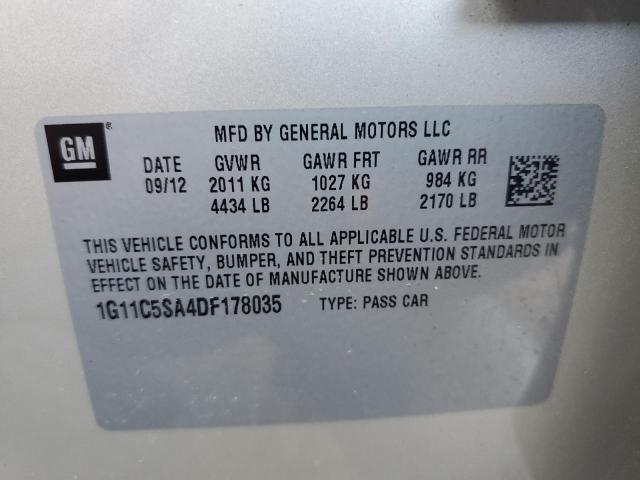 GM ®
MFD BY GENERAL MOTORS LLC
DATE GVWR GAWR FRT GAWR RR
09/12 2011 KG 1027 KG 984 KG
4434 LB 2264 LB 2170 LB
THIS VEHICLE CONFORMS TO ALL APPLICABLE U.S. FEDERAL MOTOR
VEHICLE SAFETY, BUMPER, AND THEFT PREVENTION STANDARDS IN
EFFECT ON THE DATE OF MANUFACTURE SHOWN ABOVE.
1G11C5SA4DF178035 TYPE: PASS CAR